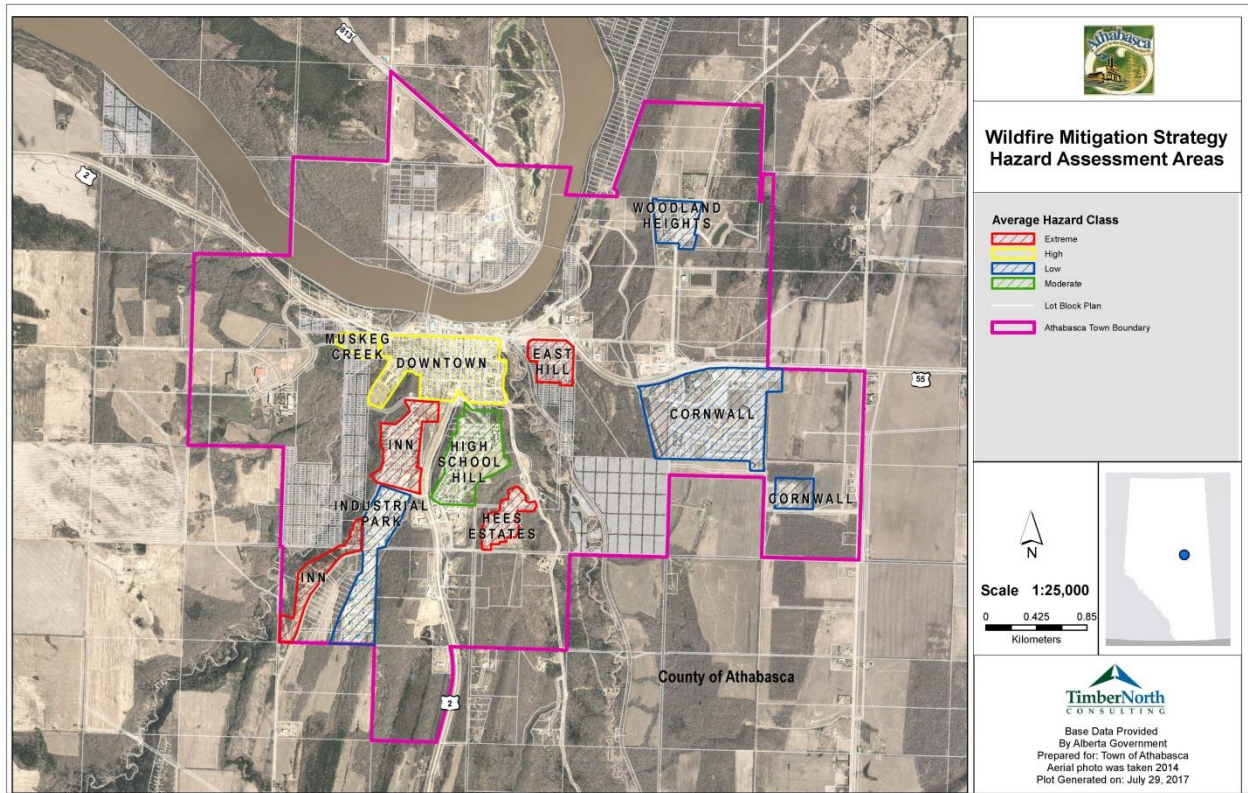 813
2
WOODLAND
HEIGHTS
MUSKEG
CREEK
DOWNTOWN
EAST
HILL
55
CORNWALL
INN
HIGH
SCHOOL
HILL
CORNWALL
INDUSTRIAL
PARK
HEES
ESTATES
INN
County of Athabasca
2
Athabasca
Wildfire Mitigation Strategy
Hazard Assessment Areas
Average Hazard Class
Extreme
High
Low
Moderate
Lot Block Plan
Athabasca Town Boundary
N
Scale 1:25,000
0 0.425 0.85
Kilometers
TimberNorth
CONSULTING
Base Data Provided
By Alberta Government
Prepared for: Town of Athabasca
Aerial photo was taken 2014
Plot Generated on: July 29, 2017